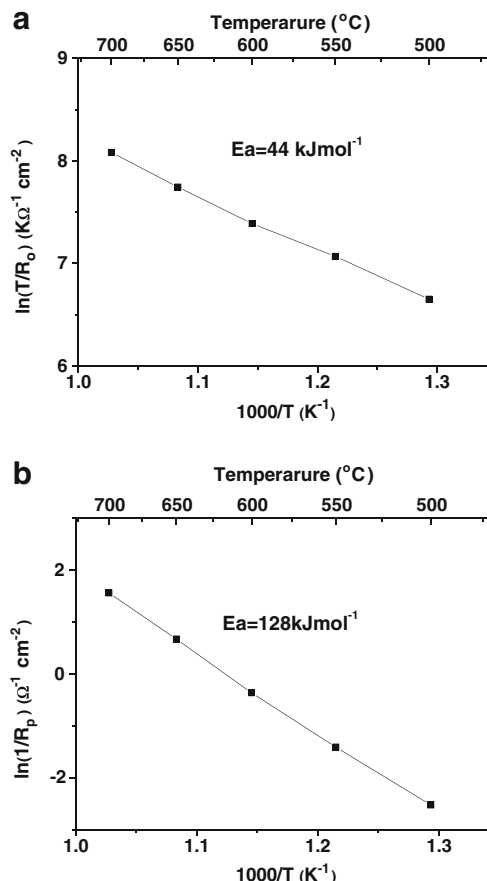 a
Temperarure (°C)
700 650 600 550 500
9
8
7
6
ln(T/Rₒ) (KΩ⁻¹ cm⁻²)
Ea=44 kJmol⁻¹
1.0 1.1 1.2 1.3
1000/T (K⁻¹)
b
Temperarure (°C)
700 650 600 550 500
2
0
-2
ln(1/Rₚ) (Ω⁻¹ cm⁻²)
Ea=128kJmol⁻¹
1.0 1.1 1.2 1.3
1000/T (K⁻¹)